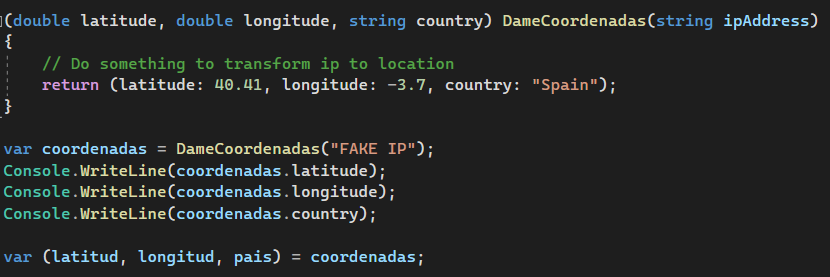 (double latitude, double longitude, string country) DameCoordenadas(string ipAddress)
{
    // Do something to transform ip to location
    return (latitude: 40.41, longitude: -3.7, country: "Spain");
}
var coordenadas = DameCoordenadas("FAKE IP");
Console.WriteLine(coordenadas.latitude);
Console.WriteLine(coordenadas.longitude);
Console.WriteLine(coordenadas.country);
var (latitud, longitud, pais) = coordenadas;